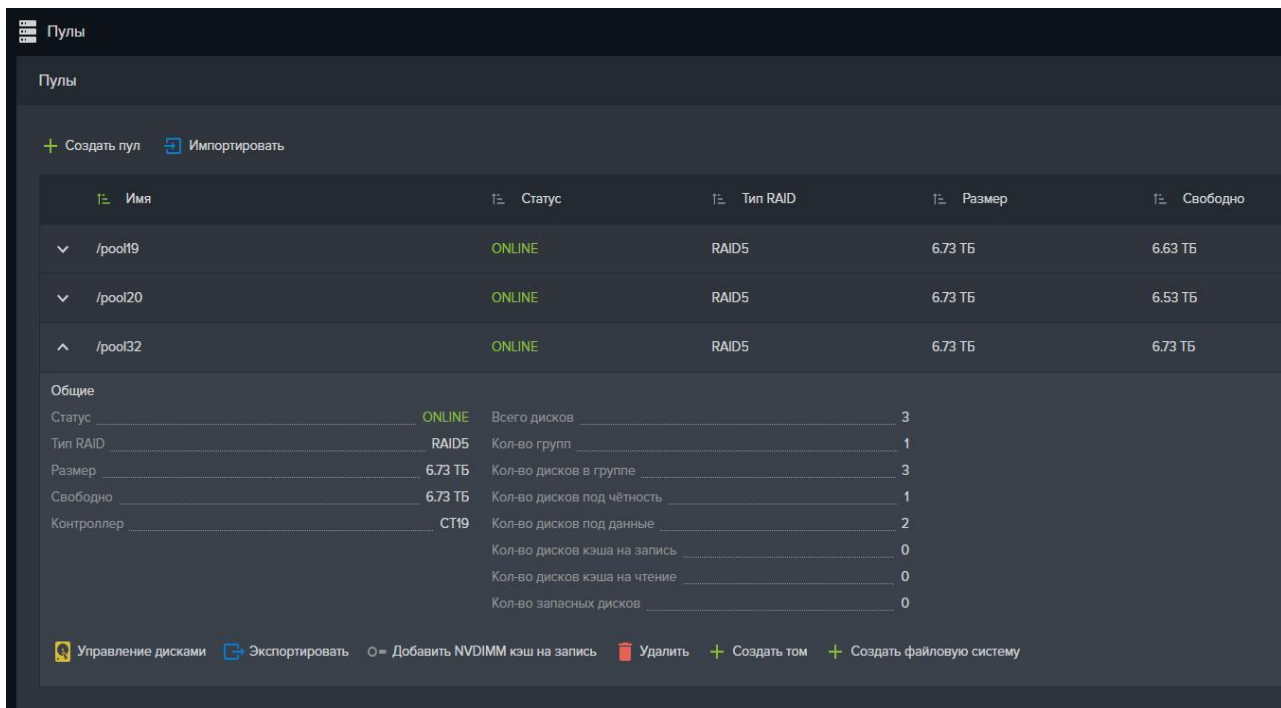 Пулы
Пулы
Создать пул Импортировать
Имя Статус Тип RAID Размер Свободно
/pool19 ONLINE RAID5 6.73 ТБ 6.63 ТБ
/pool20 ONLINE RAID5 6.73 ТБ 6.53 ТБ
/pool32 ONLINE RAID5 6.73 ТБ 6.73 ТБ
Общие
Статус ONLINE Всего дисков 3
Тип RAID RAID5 Кол-во групп 1
Размер 6.73 ТБ Кол-во дисков в группе 3
Свободно 6.73 ТБ Кол-во дисков под чётность 1
Контроллер CT19 Кол-во дисков под данные 2
Кол-во дисков кэша на запись 0
Кол-во дисков кэша на чтение 0
Кол-во запасных дисков 0
Управление дисками Экспортировать Добавить NVDIMM кэш на запись Удалить Создать том Создать файловую систему